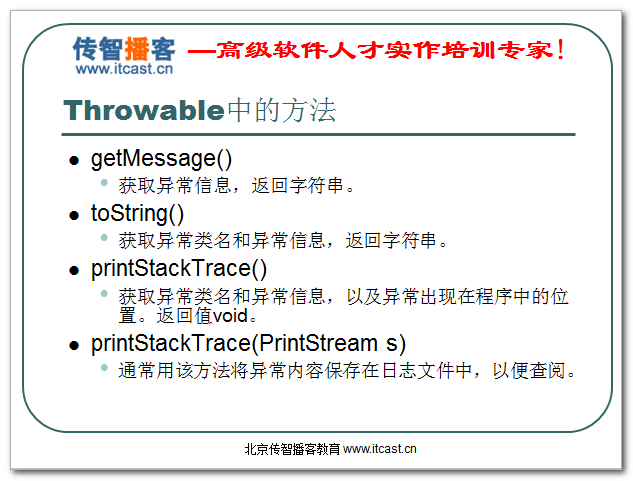 传智播客 —高级软件人才实作培训专家!
www.itcast.cn
Throwable中的方法
getMessage()
获取异常信息，返回字符串。
toString()
获取异常类名和异常信息，返回字符串。
printStackTrace()
获取异常类名和异常信息，以及异常出现在程序中的位
置。返回值void。
printStackTrace(PrintStream s)
通常用该方法将异常内容保存在日志文件中，以便查阅。
北京传智播客教育 www.itcast.cn